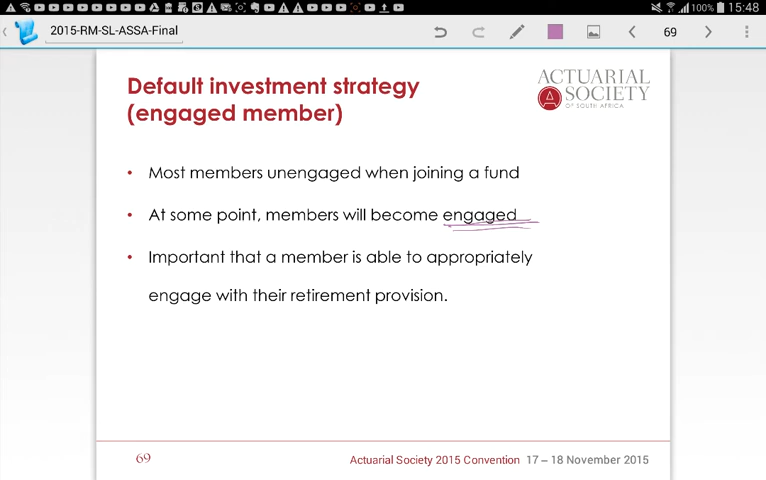 100% 15:48
2015-RM-SL-ASSA-Final 69
Default investment strategy
(engaged member)
ACTUARIAL
SOCIETY
OF SOUTH AFRICA
• Most members unengaged when joining a fund
• At some point, members will become engaged
• Important that a member is able to appropriately
engage with their retirement provision.
69
Actuarial Society 2015 Convention 17 – 18 November 2015